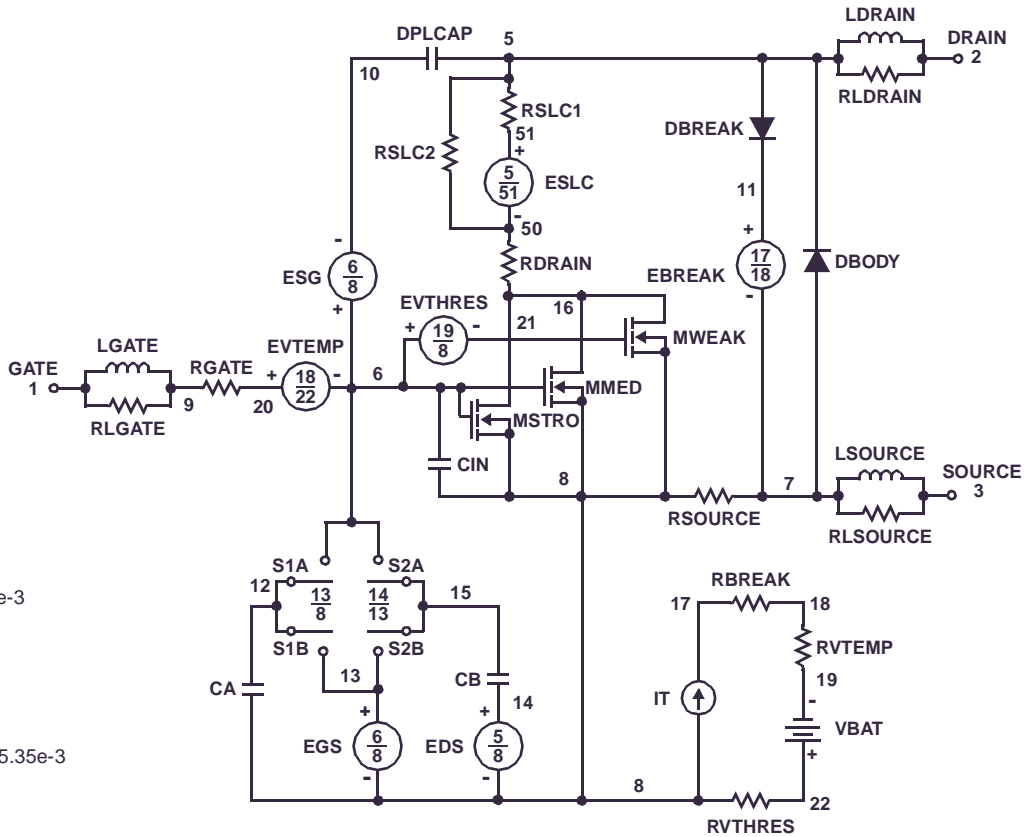 LDRAIN
DPLCAP
5
DRAIN
2
10
RLDRAIN
RSLC1
DBREAK
51
+
RSLC2
5
51
ESLC
11
-
50
-
+
RDRAIN
17
18
EBREAK
DBODY
ESG
6
8
EVTHRES
16
-
+
+
19
8
-
21
MWEAK
LGATE
EVTEMP
GATE
1
RGATE
+
18
22
-
6
MMED
9
20
MSTRO
RLGATE
LSOURCE
CIN
8
7
SOURCE
3
RSOURCE
RLSOURCE
S1A
S2A
12
15
RBREAK
e-3
13
8
14
13
17
18
S1B
S2B
RVTEMP
13
CB
19
CA
14
IT
-
+
+
VBAT
EGS
6
8
EDS
5
8
+
5.35e-3
-
-
8
22
RVTHRES